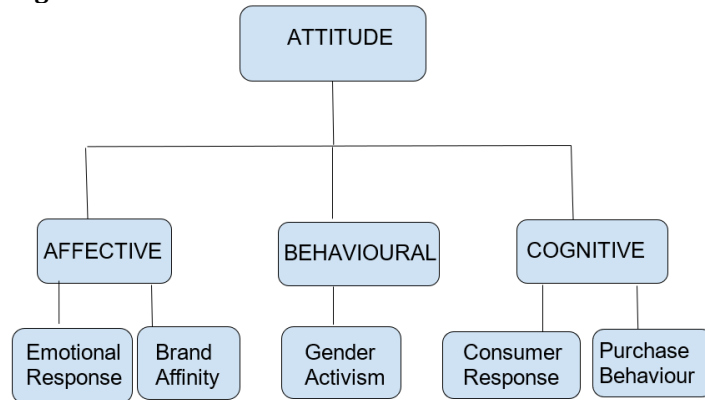 ATTITUDE
AFFECTIVE
BEHAVIOURAL
COGNITIVE
Emotional
Response
Brand
Affinity
Gender
Activism
Consumer
Response
Purchase
Behaviour